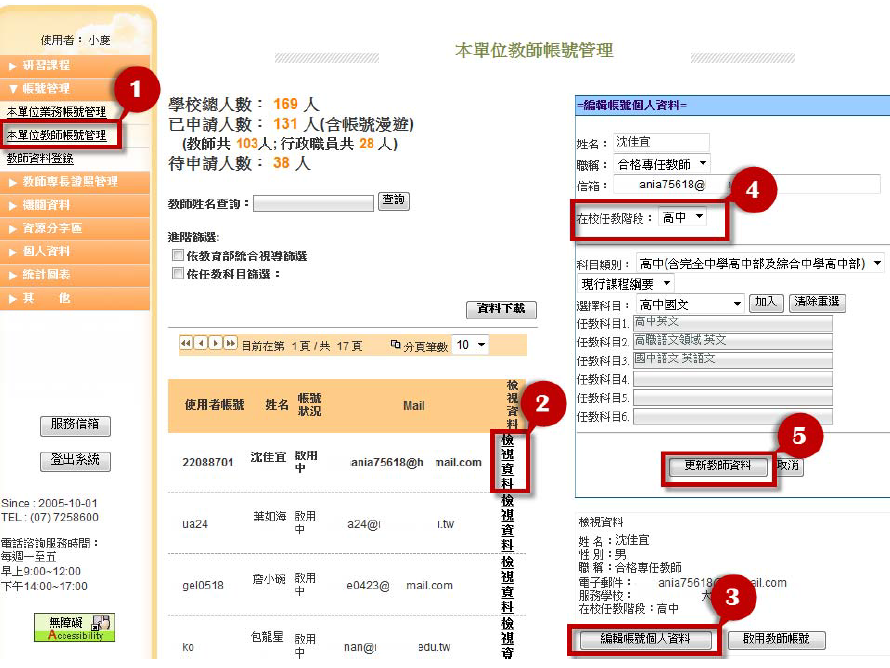 使用者： 小鹿
研習課程
帳號管理
本單位業務帳號管理
本單位教師帳號管理
教師資料登錄
教師專長證照管理
機關資料
資源分享區
個人資料
統計圖表
其 他
服務信箱
登出系統
Since : 2005-10-01
TEL : (07) 7258600
電話諮詢服務時間：
每週一至五
早上9:00~12:00
下午14:00~17:00
無障礙
Accessibility
1
本單位教師帳號管理
學校總人數： 169 人
已申請人數： 131 人(含帳號漫遊)
(教師共 103人; 行政職員共 28 人)
待申請人數： 38 人
教師姓名查詢： 查詢
進階篩選:
依教育部統合視導篩選
依任教科目篩選：
資料下載
目前在第 1 頁 / 共 17 頁 分頁筆數 10
使用者帳號 姓名 帳號狀況 Mail 檢視資料
2
22088701 沈佳宜 啟用中 ania75618@h mail.com 檢視資料
ua24 葉如海 啟用中 a24@ .tw 檢視資料
gel0518 詹小碗 啟用中 e0423@ mail.com 檢視資料
ko 包龍星 啟用中 nan@ edu.tw 檢視資
=編輯帳號個人資料=
姓名： 沈佳宜
職稱： 合格專任教師
信箱： ania75618@
4
在校任教階段： 高中
科目類別： 高中(含完全中學高中部及綜合中學高中部)
現行課程綱要
選擇科目： 高中國文 加入 清除重選
任教科目1. 高中英文
任教科目2. 高職語文領域 英文
任教科目3. 國中語文 英語文
任教科目4.
任教科目5.
任教科目6.
5
更新教師資料 取消
檢視資料
姓 名：沈佳宜
性 別：男
職 稱：合格專任教師
電子郵件： ania75618 ail.com
服務學校： 大
在校任教階段：高中
3
編輯帳號個人資料 啟用教師帳號